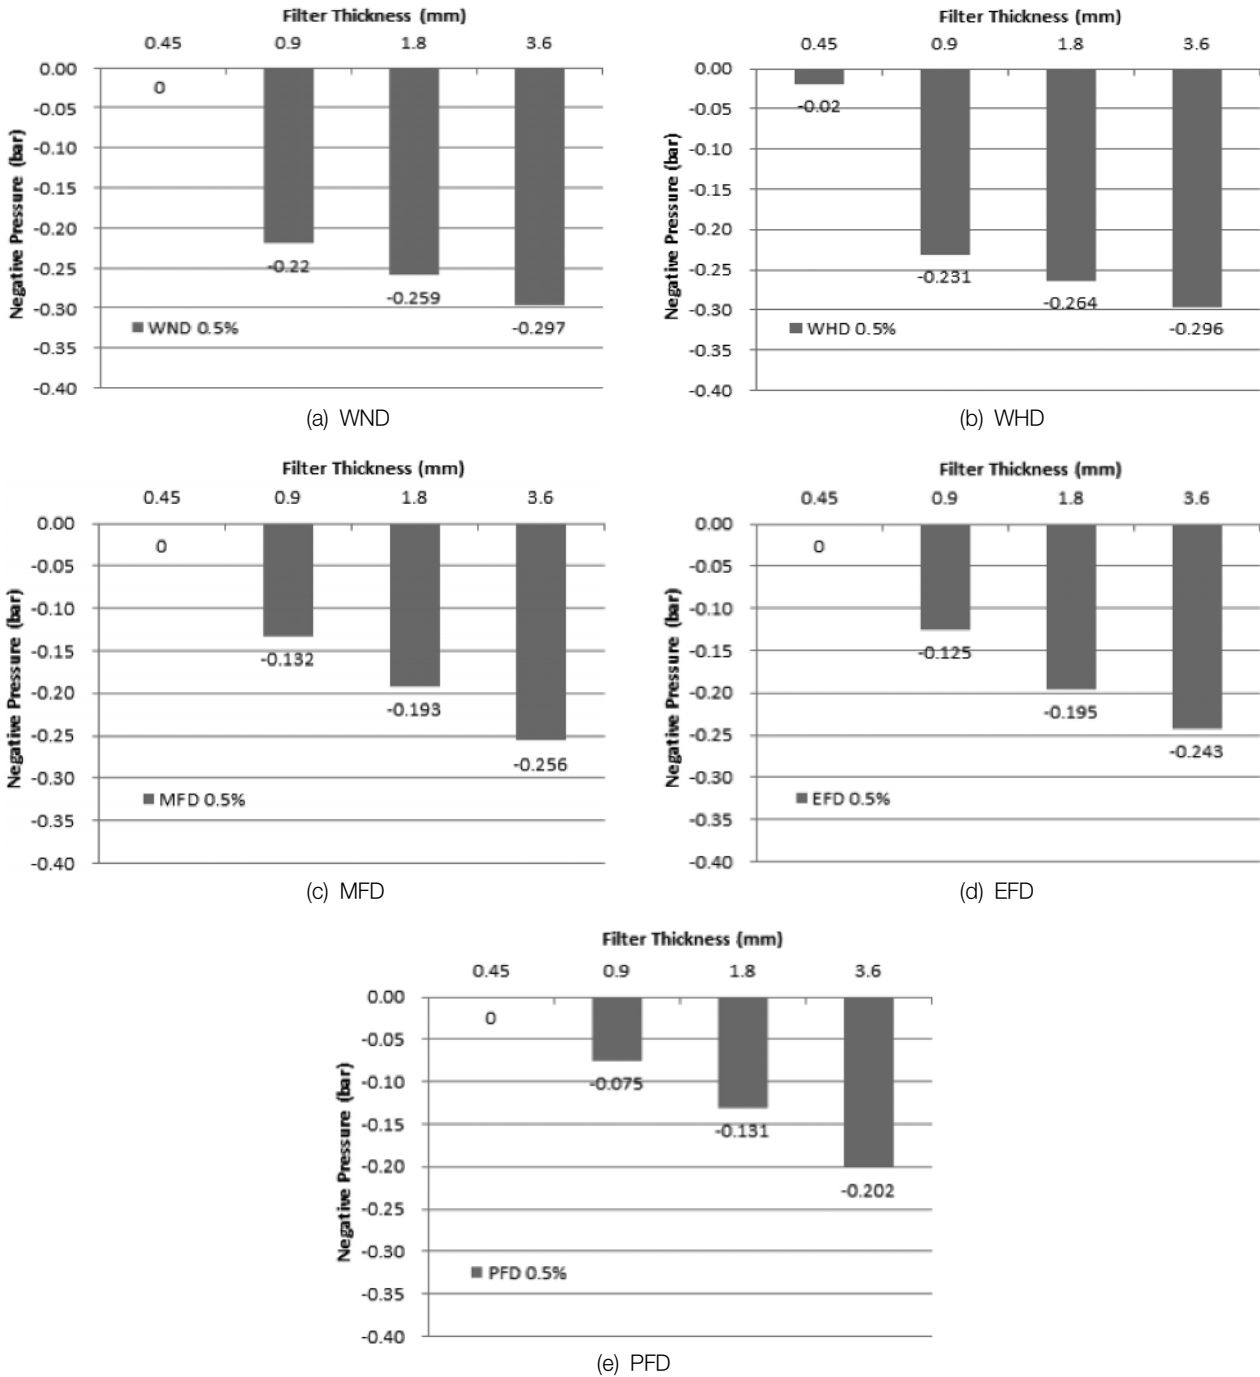 Filter Thickness (mm)
0.45 0.9 1.8 3.6
0.00
-0.05
-0.10
-0.15
-0.20
-0.25
-0.30
-0.35
-0.40
Negative Pressure (bar)
0
-0.22
-0.259
-0.297
WND 0.5%
(a) WND
Filter Thickness (mm)
0.45 0.9 1.8 3.6
0.00
-0.05
-0.10
-0.15
-0.20
-0.25
-0.30
-0.35
-0.40
Negative Pressure (bar)
-0.02
-0.231
-0.264
-0.296
WHD 0.5%
(b) WHD
Filter Thickness (mm)
0.45 0.9 1.8 3.6
0.00
-0.05
-0.10
-0.15
-0.20
-0.25
-0.30
-0.35
-0.40
Negative Pressure (bar)
0
-0.132
-0.193
-0.256
MFD 0.5%
(c) MFD
Filter Thickness (mm)
0.45 0.9 1.8 3.6
0.00
-0.05
-0.10
-0.15
-0.20
-0.25
-0.30
-0.35
-0.40
Negative Pressure (bar)
0
-0.125
-0.195
-0.243
EFD 0.5%
(d) EFD
Filter Thickness (mm)
0.45 0.9 1.8 3.6
0.00
-0.05
-0.10
-0.15
-0.20
-0.25
-0.30
-0.35
-0.40
Negative Pressure (bar)
0
-0.075
-0.131
-0.202
PFD 0.5%
(e) PFD